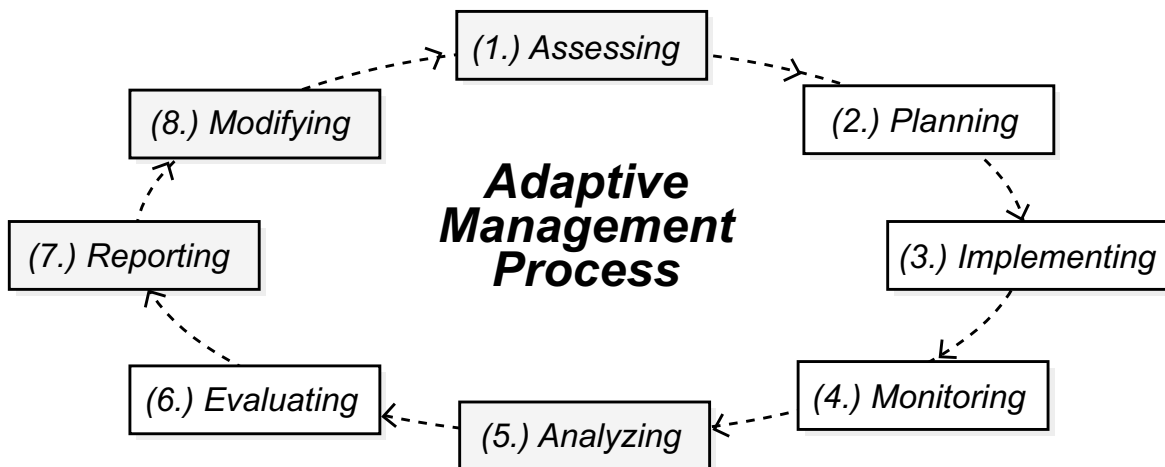 (1.) Assessing
(2.) Planning
(3.) Implementing
(4.) Monitoring
(5.) Analyzing
(6.) Evaluating
(7.) Reporting
(8.) Modifying
Adaptive
Management
Process